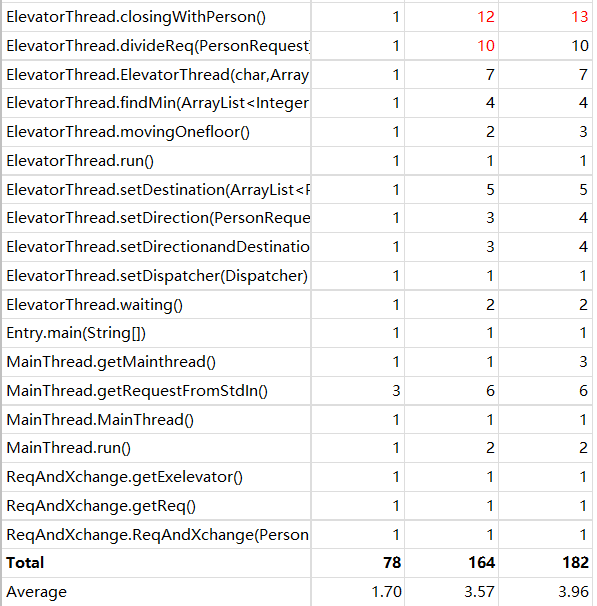 ElevatorThread.closingWithPerson() 1 12 13
ElevatorThread.divideReq(PersonRequest 1 10 10
ElevatorThread.ElevatorThread(char,Array 1 7 7
ElevatorThread.findMin(ArrayList<Integer 1 4 4
ElevatorThread.movingOnefloor() 1 2 3
ElevatorThread.run() 1 1 1
ElevatorThread.setDestination(ArrayList<P 1 5 5
ElevatorThread.setDirection(PersonReque 1 3 4
ElevatorThread.setDirectionandDestinatio 1 3 4
ElevatorThread.setDispatcher(Dispatcher) 1 1 1
ElevatorThread.waiting() 1 2 2
Entry.main(String[]) 1 1 1
MainThread.getMainthread() 1 1 3
MainThread.getRequestFromStdIn() 3 6 6
MainThread.MainThread() 1 1 1
MainThread.run() 1 2 2
ReqAndXchange.getExelevator() 1 1 1
ReqAndXchange.getReq() 1 1 1
ReqAndXchange.ReqAndXchange(Person 1 1 1
Total 78 164 182
Average 1.70 3.57 3.96